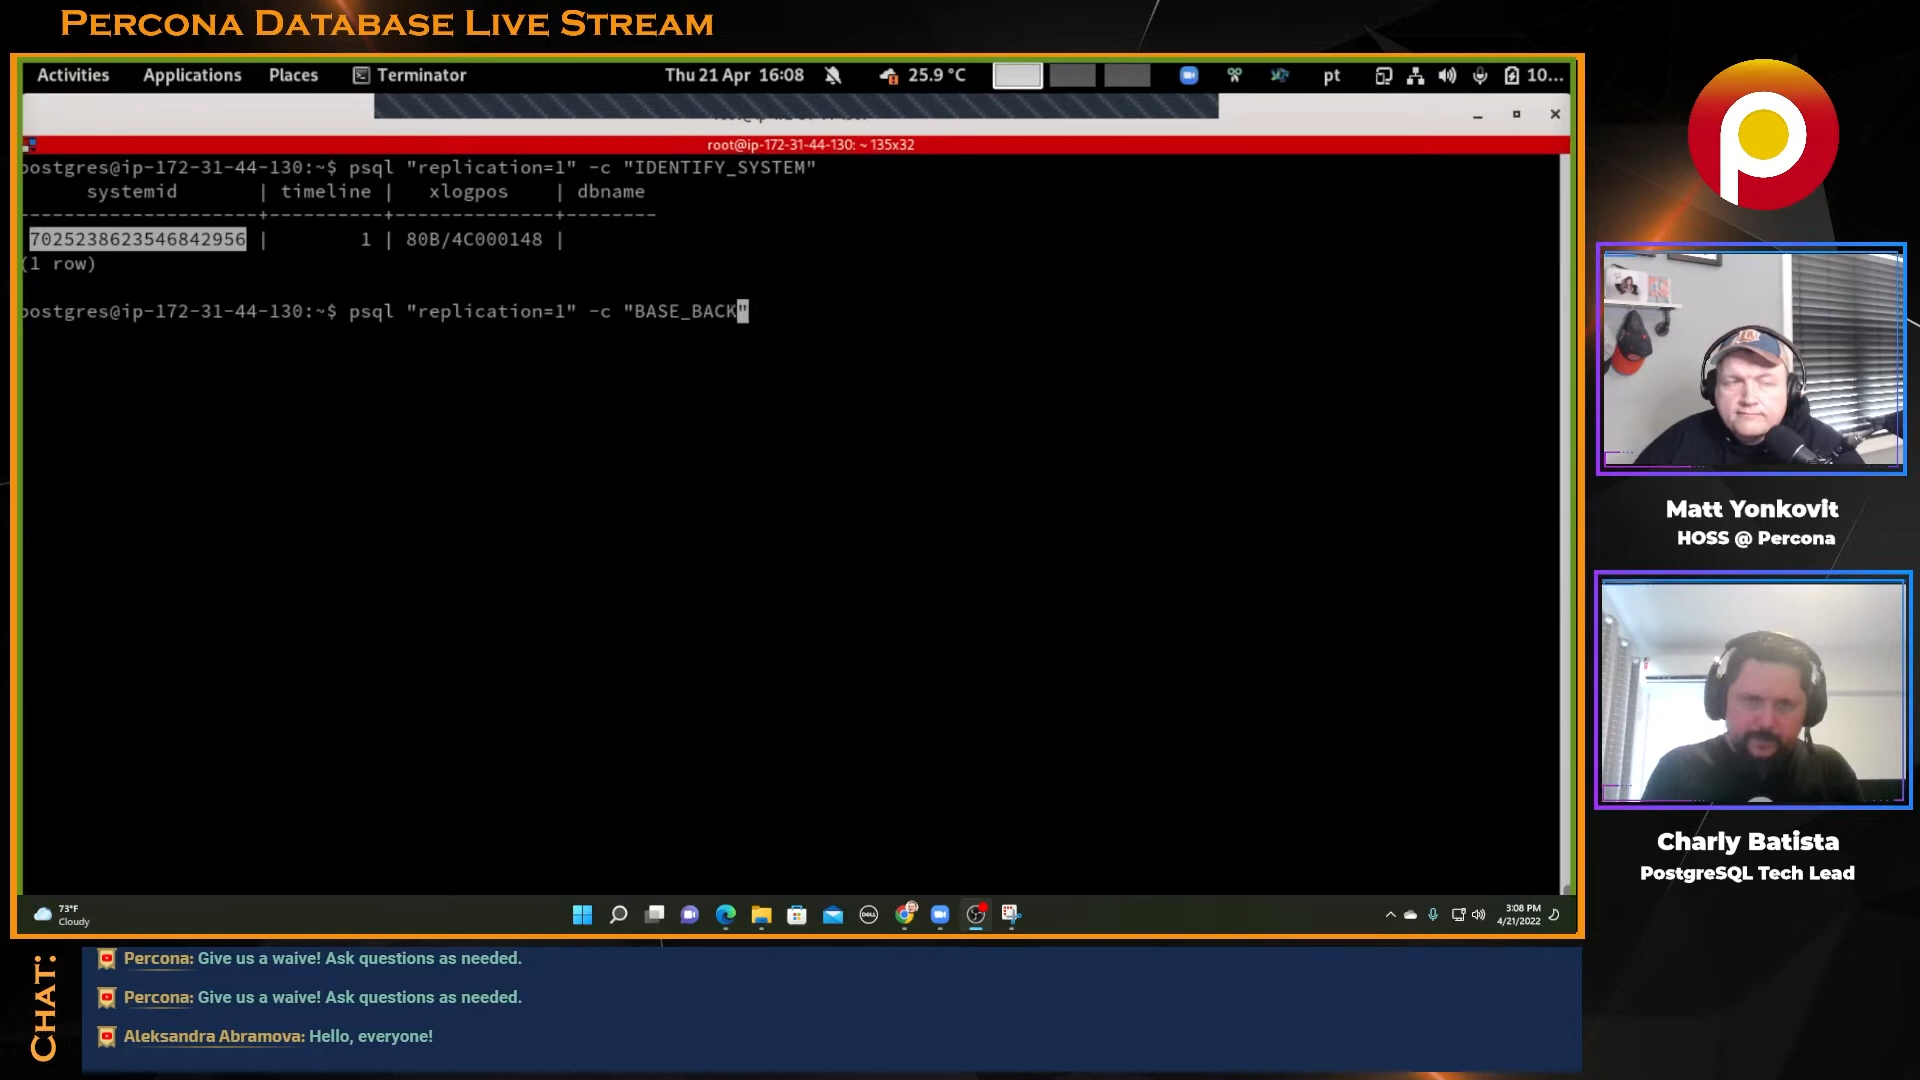 PERCONA DATABASE LIVE STREAM
Activities Applications Places Terminator Thu 21 Apr 16:08 25.9 °C pt 10...
root@ip-172-31-44-130: ~ 135x32
postgres@ip-172-31-44-130:~$ psql "replication=1" -c "IDENTIFY_SYSTEM"
systemid | timeline | xlogpos | dbname
---------------------+----------+---------------+--------
7025238623546842956 | 1 | 80B/4C000148 |
(1 row)
postgres@ip-172-31-44-130:~$ psql "replication=1" -c "BASE_BACK"
73°F
Cloudy
DELL
3:08 PM
4/21/2022
Matt Yonkovit
HOSS @ Percona
Charly Batista
PostgreSQL Tech Lead
CHAT:
Percona: Give us a waive! Ask questions as needed.
Percona: Give us a waive! Ask questions as needed.
Aleksandra Abramova: Hello, everyone!